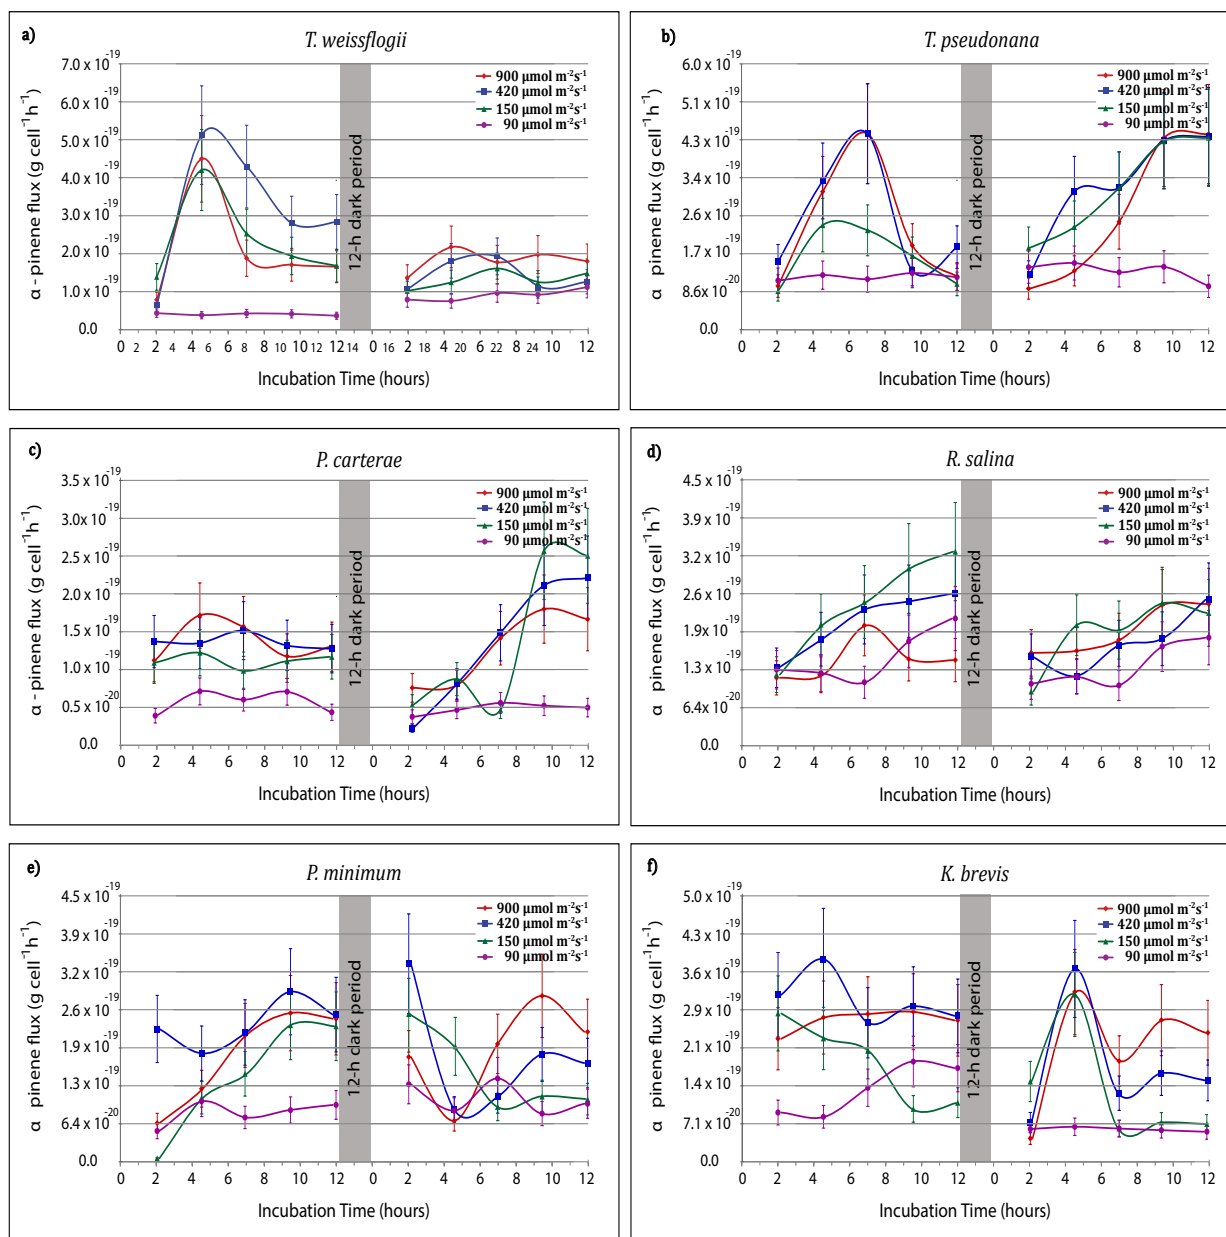 a)
T. weissflogii
α - pinene flux (g cell⁻¹h⁻¹)
7.0 x 10⁻¹⁹
6.0 x 10⁻¹⁹
5.0 x 10⁻¹⁹
4.0 x 10⁻¹⁹
3.0 x 10⁻¹⁹
2.0 x 10⁻¹⁹
1.0 x 10⁻¹⁹
0.0
900 µmol m⁻²s⁻¹
420 µmol m⁻²s⁻¹
150 µmol m⁻²s⁻¹
90 µmol m⁻²s⁻¹
12-h dark period
0 2 2 4 4 6 6 8 8 10 10 12 12 14 0 16 2 18 4 20 6 22 8 24 10 12
Incubation Time (hours)
b)
T. pseudonana
α - pinene flux (g cell⁻¹h⁻¹)
6.0 x 10⁻¹⁹
5.1 x 10⁻¹⁹
4.3 x 10⁻¹⁹
3.4 x 10⁻¹⁹
2.6 x 10⁻¹⁹
1.7 x 10⁻¹⁹
8.6 x 10⁻²⁰
0.0
900 µmol m⁻²s⁻¹
420 µmol m⁻²s⁻¹
150 µmol m⁻²s⁻¹
90 µmol m⁻²s⁻¹
12-h dark period
0 2 4 6 8 10 12 0 2 4 6 8 10 12
Incubation Time (hours)
c)
P. carterae
α - pinene flux (g cell⁻¹h⁻¹)
3.5 x 10⁻¹⁹
3.0 x 10⁻¹⁹
2.5 x 10⁻¹⁹
2.0 x 10⁻¹⁹
1.5 x 10⁻¹⁹
1.0 x 10⁻¹⁹
0.5 x 10⁻²⁰
0.0
900 µmol m⁻²s⁻¹
420 µmol m⁻²s⁻¹
150 µmol m⁻²s⁻¹
90 µmol m⁻²s⁻¹
12-h dark period
0 2 4 6 8 10 12 0 2 4 6 8 10 12
Incubation Time (hours)
d)
R. salina
α - pinene flux (g cell⁻¹h⁻¹)
4.5 x 10⁻¹⁹
3.9 x 10⁻¹⁹
3.2 x 10⁻¹⁹
2.6 x 10⁻¹⁹
1.9 x 10⁻¹⁹
1.3 x 10⁻¹⁹
6.4 x 10⁻²⁰
0.0
900 µmol m⁻²s⁻¹
420 µmol m⁻²s⁻¹
150 µmol m⁻²s⁻¹
90 µmol m⁻²s⁻¹
12-h dark period
0 2 4 6 8 10 12 0 2 4 6 8 10 12
Incubation Time (hours)
e)
P. minimum
α - pinene flux (g cell⁻¹h⁻¹)
4.5 x 10⁻¹⁹
3.9 x 10⁻¹⁹
3.2 x 10⁻¹⁹
2.6 x 10⁻¹⁹
1.9 x 10⁻¹⁹
1.3 x 10⁻¹⁹
6.4 x 10⁻²⁰
0.0
900 µmol m⁻²s⁻¹
420 µmol m⁻²s⁻¹
150 µmol m⁻²s⁻¹
90 µmol m⁻²s⁻¹
12-h dark period
0 2 4 6 8 10 12 0 2 4 6 8 10 12
Incubation Time (hours)
f)
K. brevis
α pinene flux (g cell⁻¹h⁻¹)
5.0 x 10⁻¹⁹
4.3 x 10⁻¹⁹
3.6 x 10⁻¹⁹
2.9 x 10⁻¹⁹
2.1 x 10⁻¹⁹
1.4 x 10⁻¹⁹
7.1 x 10⁻²⁰
0.0
900 µmol m⁻²s⁻¹
420 µmol m⁻²s⁻¹
150 µmol m⁻²s⁻¹
90 µmol m⁻²s⁻¹
12-h dark period
0 2 4 6 8 10 12 0 2 4 6 8 10 12
Incubation Time (hours)